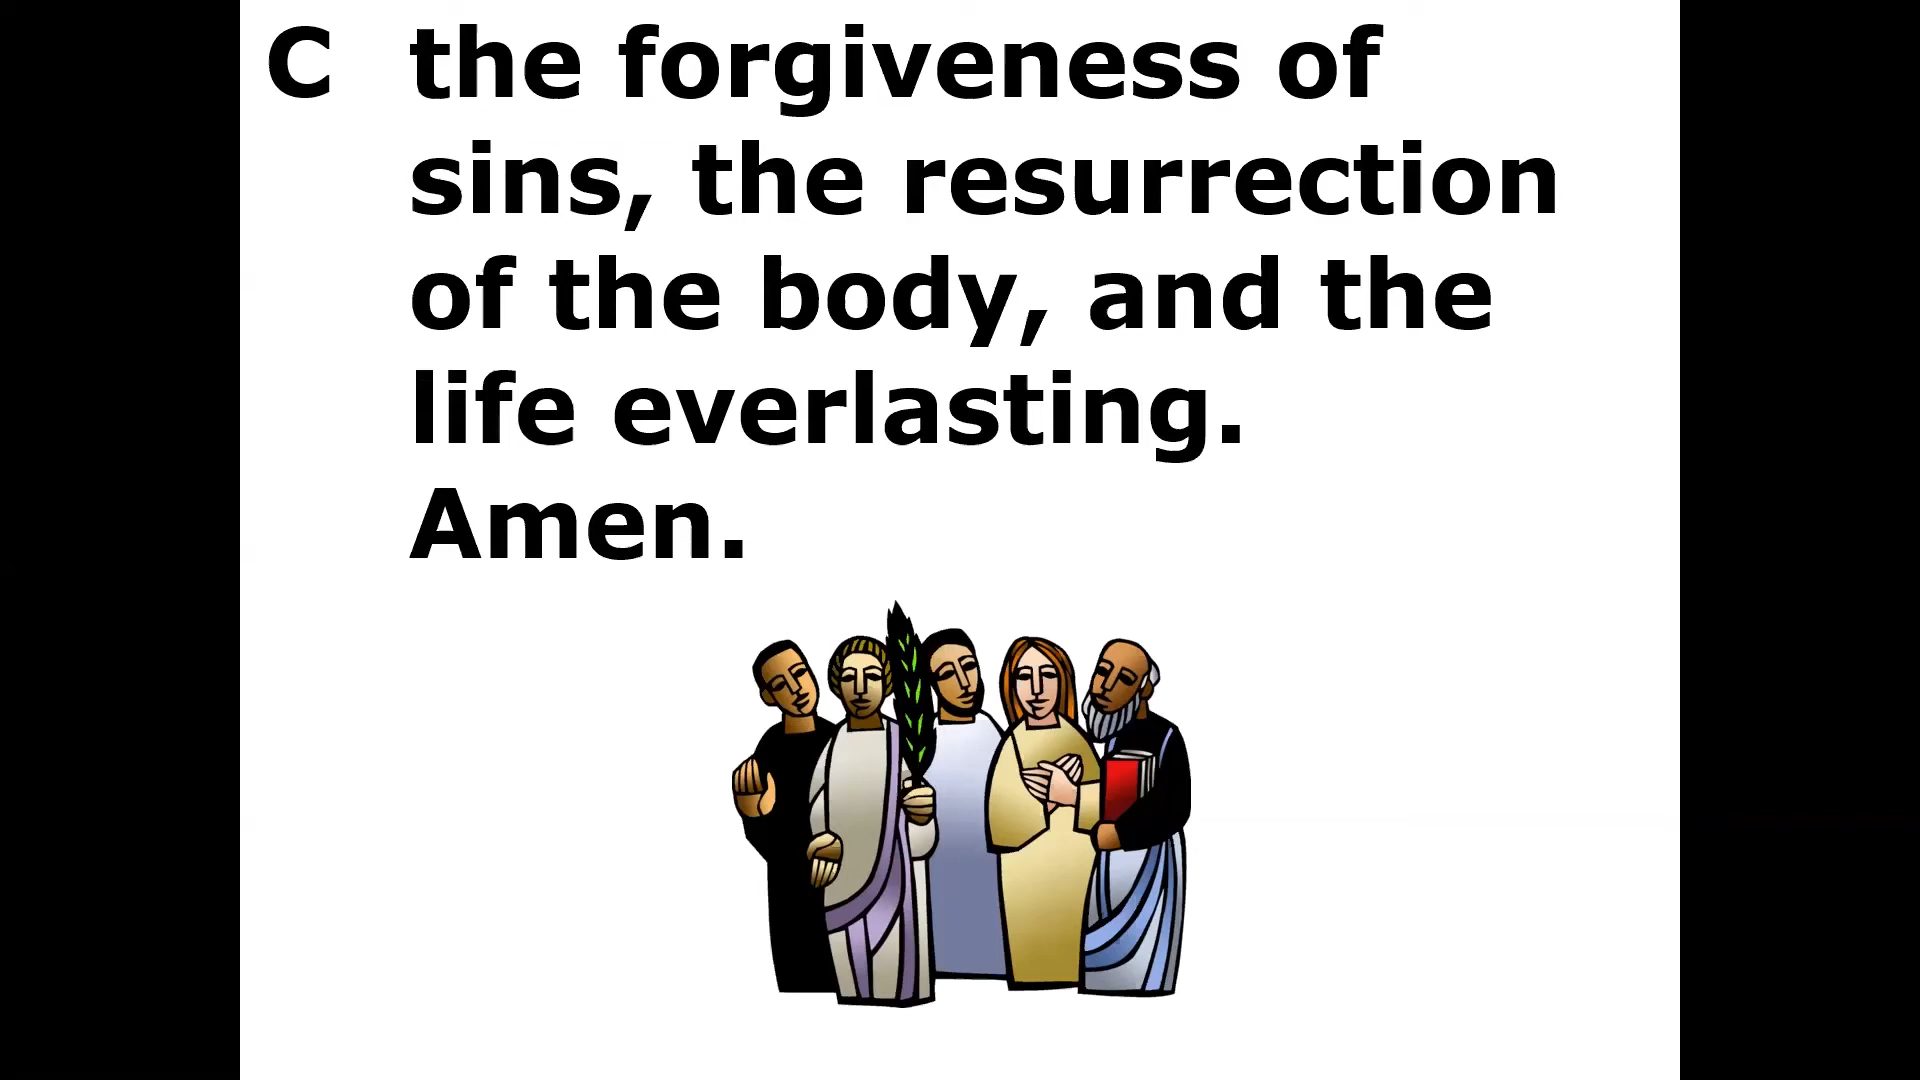 C the forgiveness of
sins, the resurrection
of the body, and the
life everlasting.
Amen.